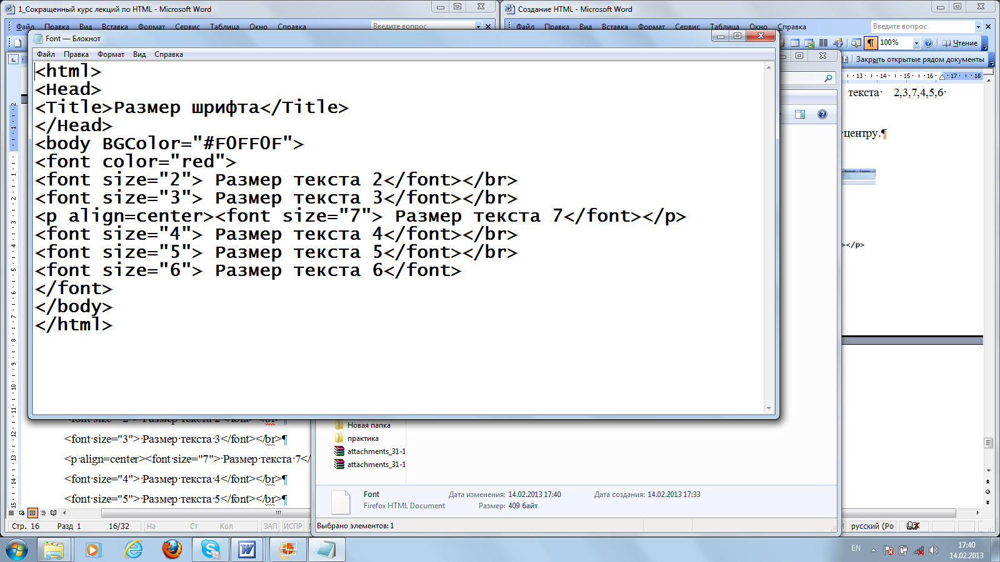 1_Сокращенный курс лекций по HTML - Microsoft Word
Создание HTML - Microsoft Word
Файл Правка Вид Вставка Формат Сервис Таблица Окно Справка
Введите вопрос
Файл Правка Вид Вставка Формат Сервис Таблица Окно Справка
Введите вопрос
100%
Чтение
Закрыть открытые рядом документы
13 14 15 16 17 18
текста 2,3,7,4,5,6
центру.¶
></p>
Font — Блокнот
Файл Правка Формат Вид Справка
<html>
<Head>
<Title>Размер шрифта</Title>
</Head>
<body BGColor="#F0FF0F">
<font color="red">
<font size="2"> Размер текста 2</font></br>
<font size="3"> Размер текста 3</font></br>
<p align=center><font size="7"> Размер текста 7</font></p>
<font size="4"> Размер текста 4</font></br>
<font size="5"> Размер текста 5</font></br>
<font size="6"> Размер текста 6</font>
</font>
</body>
</html>
<font·size="3">·Размер·текста·3</font></br>¶
<p·align=center><font·size="7">·Размер·текста·7</
<font·size="4">·Размер·текста·4</font></br>¶
<font·size="5">·Размер·текста·5</font></br>¶
Новая папка
практика
attachments_31-1
attachments_31-1
Font
Дата изменения: 14.02.2013 17:40
Дата создания: 14.02.2013 17:33
Firefox HTML Document
Размер: 409 байт
Выбрано элементов: 1
Стр. 16 Разд 1 16/32 На Ст Кол ЗАП ИСПР
русский (Ро
EN
17:40
14.02.2013